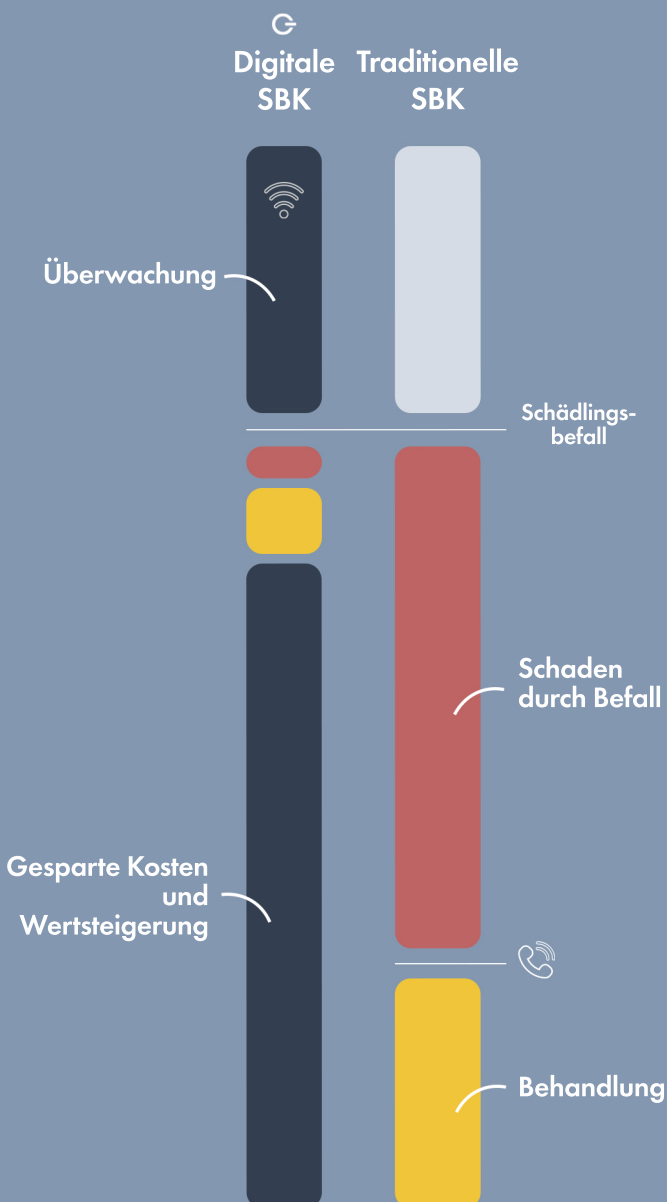 Digitale
SBK
Traditionelle
SBK
Überwachung
Schädlings-
befall
Schaden
durch Befall
Gesparte Kosten
und
Wertsteigerung
Behandlung